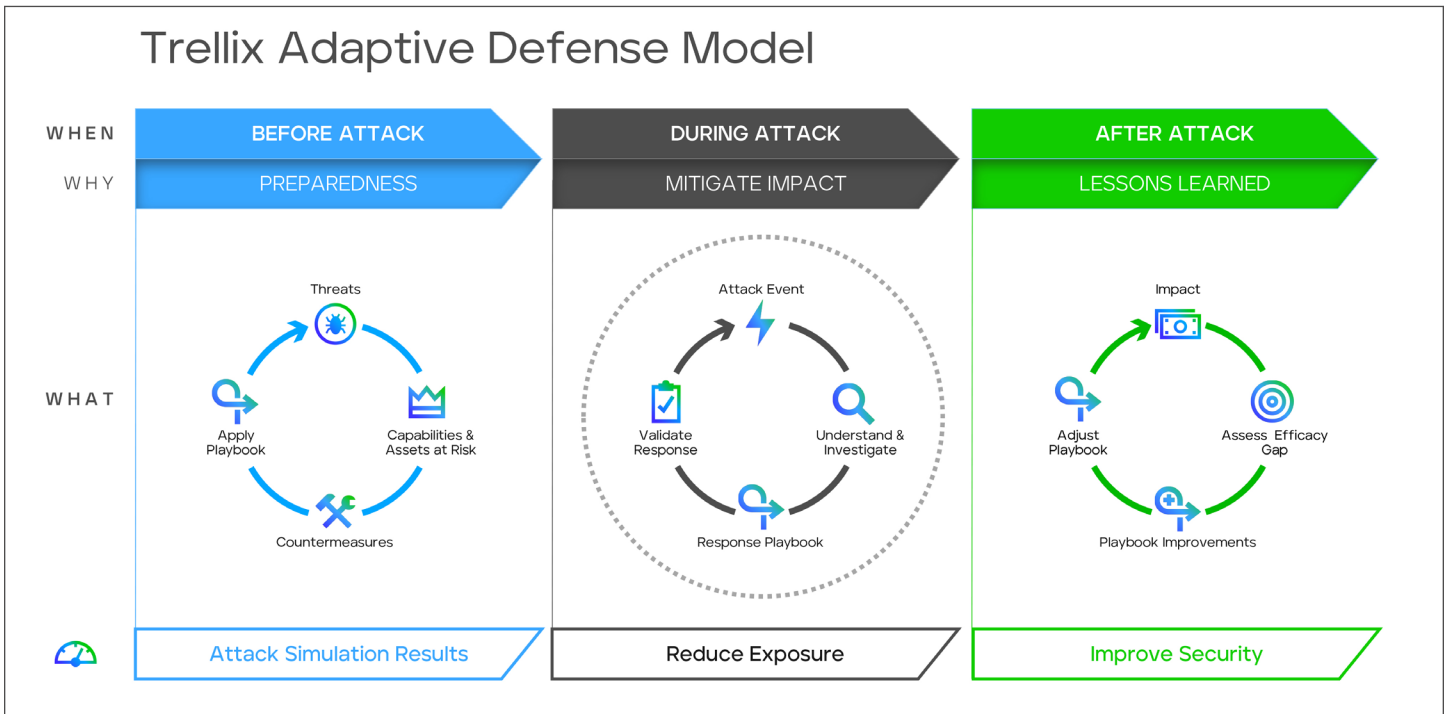 Trellix Adaptive Defense Model
WHEN
BEFORE ATTACK
DURING ATTACK
AFTER ATTACK
WHY
PREPAREDNESS
MITIGATE IMPACT
LESSONS LEARNED
WHAT
Threats
Capabilities &
Assets at Risk
Countermeasures
Apply
Playbook
Attack Event
Understand &
Investigate
Response Playbook
Validate
Response
Impact
Assess Efficacy
Gap
Playbook Improvements
Adjust
Playbook
Attack Simulation Results
Reduce Exposure
Improve Security